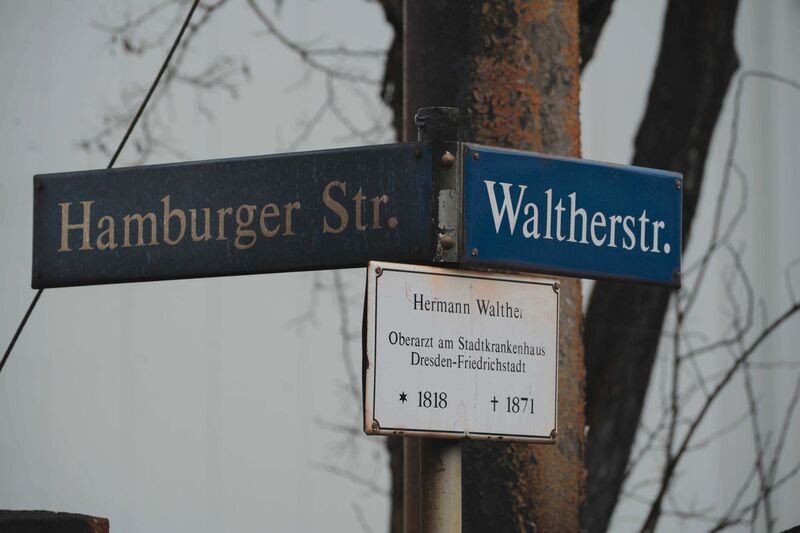 Hamburger Str.
Waltherstr.
Hermann Walther
Oberarzt am Stadtkrankenhaus
Dresden-Friedrichstadt
* 1818 † 1871